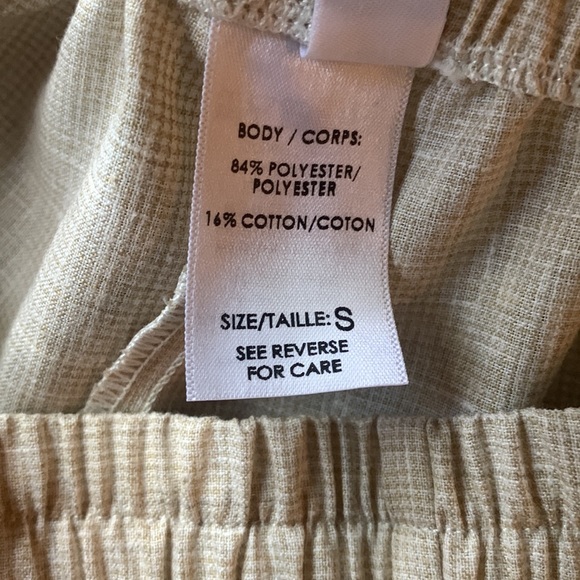 BODY / CORPS:
84% POLYESTER/
POLYESTER
16% COTTON/COTON
SIZE/TAILLE: S
SEE REVERSE
FOR CARE